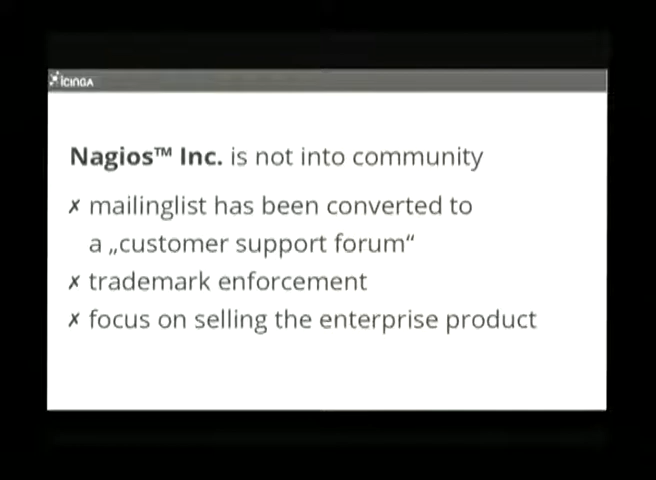 ICINGA
Nagios™ Inc. is not into community
✗ mailinglist has been converted to
a „customer support forum“
✗ trademark enforcement
✗ focus on selling the enterprise product